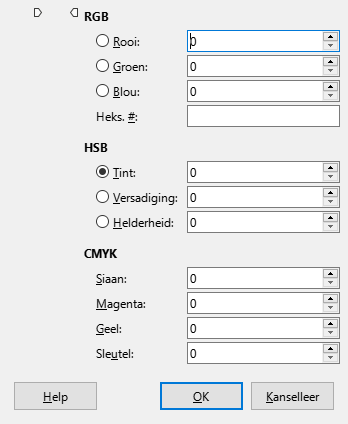 RGB
Rooi: 0
Groen: 0
Blou: 0
Heks. #:
HSB
Tint: 0
Versadiging: 0
Helderheid: 0
CMYK
Siaan: 0
Magenta: 0
Geel: 0
Sleutel: 0
Help OK Kanselleer